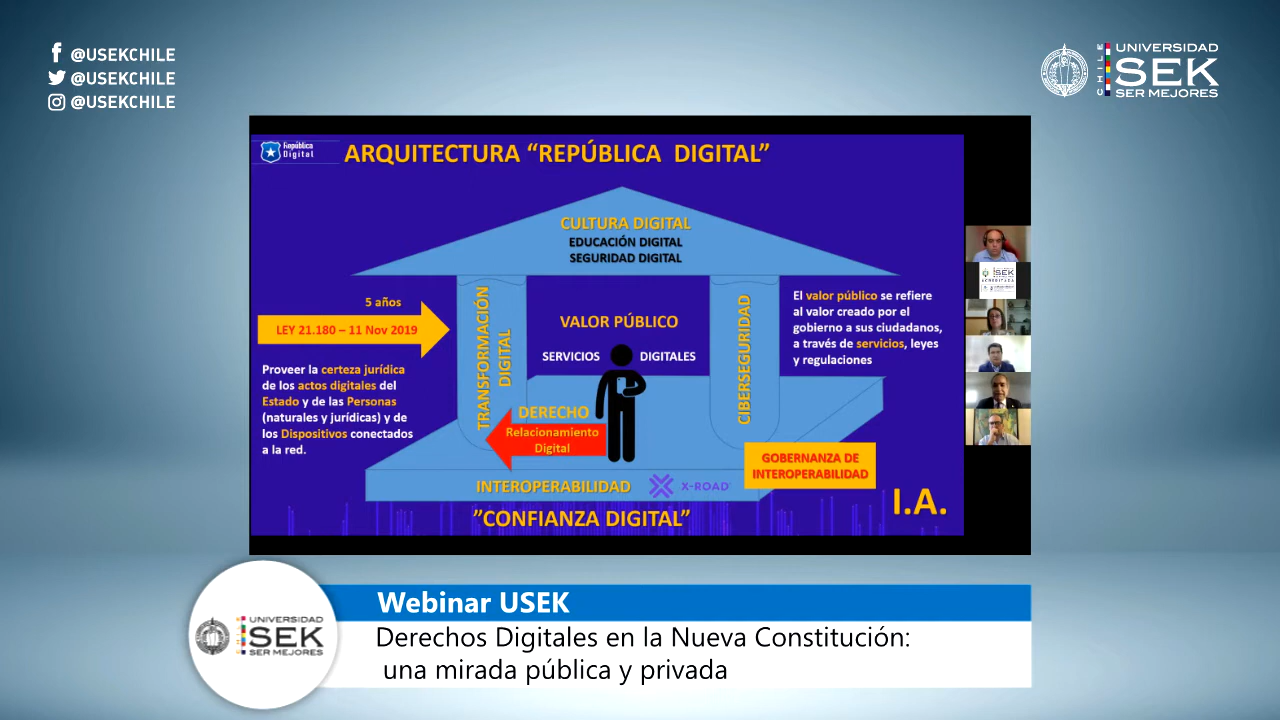 @USEKCHILE
@USEKCHILE
@USEKCHILE
CHILE
UNIVERSIDAD
SEK
SER MEJORES
República
Digital
ARQUITECTURA “REPÚBLICA DIGITAL”
CULTURA DIGITAL
EDUCACIÓN DIGITAL
SEGURIDAD DIGITAL
5 años
LEY 21.180 – 11 Nov 2019
Proveer la certeza jurídica
de los actos digitales del
Estado y de las Personas
(naturales y jurídicas) y de
los Dispositivos conectados
a la red.
TRANSFORMACIÓN
DIGITAL
VALOR PÚBLICO
SERVICIOS DIGITALES
DERECHO
Relacionamiento
Digital
CIBERSEGURIDAD
El valor público se refiere
al valor creado por el
gobierno a sus ciudadanos,
a través de servicios, leyes
y regulaciones
GOBERNANZA DE
INTEROPERABILIDAD
INTEROPERABILIDAD
X-ROAD
”CONFIANZA DIGITAL”
I.A.
SEK
ACREDITADA
UNIVERSIDAD
SEK
SER MEJORES
Webinar USEK
Derechos Digitales en la Nueva Constitución:
una mirada pública y privada